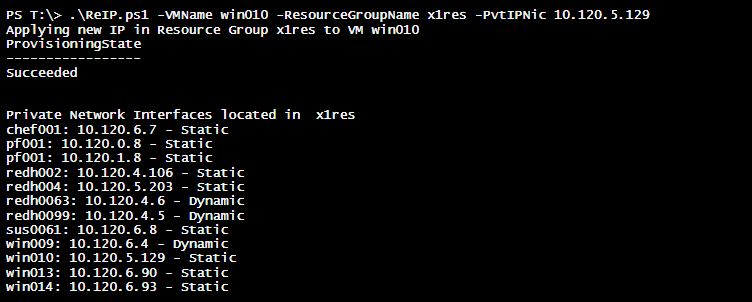 PS T:\> .\ReIP.ps1 -VMName win010 -ResourceGroupName x1res -PvtIPNic 10.120.5.129
Applying new IP in Resource Group x1res to VM win010
ProvisioningState
-----------------
Succeeded
Private Network Interfaces located in  x1res
chef001: 10.120.6.7 - Static
pf001: 10.120.0.8 - Static
pf001: 10.120.1.8 - Static
redh002: 10.120.4.106 - Static
redh004: 10.120.5.203 - Static
redh0063: 10.120.4.6 - Dynamic
redh0099: 10.120.4.5 - Dynamic
sus0061: 10.120.6.8 - Static
win009: 10.120.6.4 - Dynamic
win010: 10.120.5.129 - Static
win013: 10.120.6.90 - Static
win014: 10.120.6.93 - Static